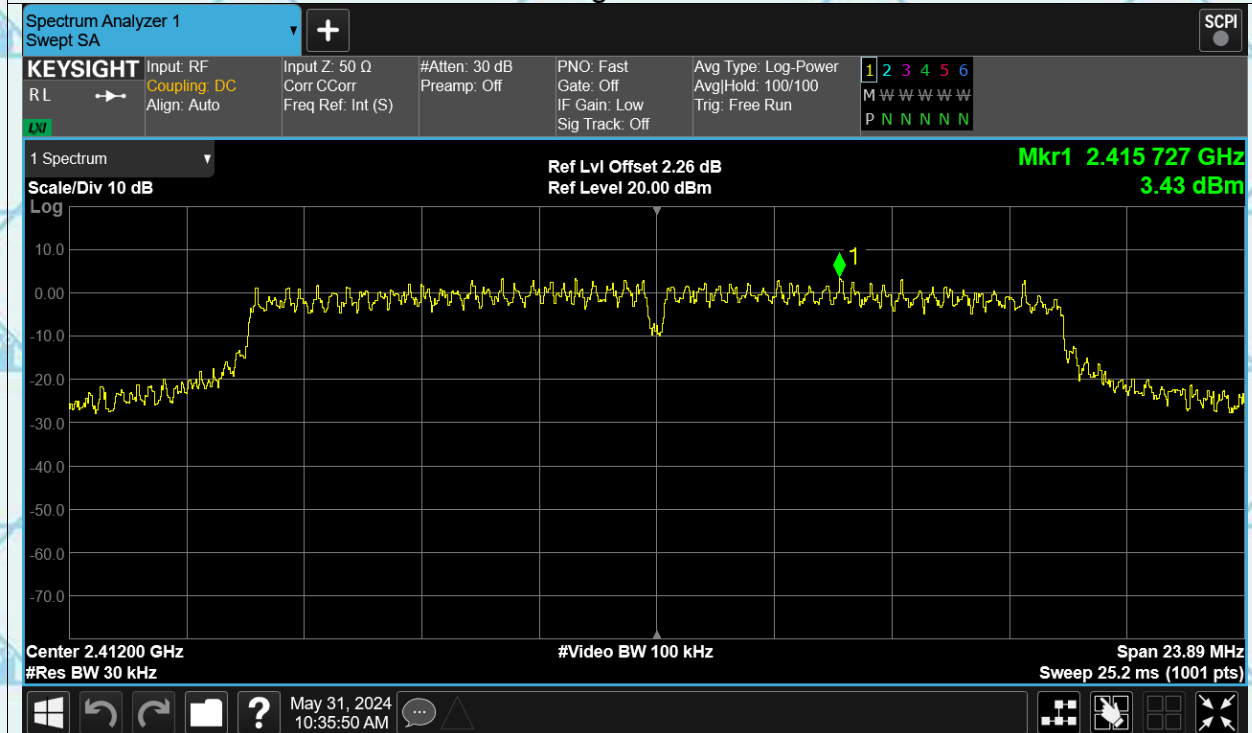 Spectrum Analyzer 1
Swept SA
+
SCPI
KEYSIGHT
RL
LXI
Input: RF
Coupling: DC
Align: Auto
Input Z: 50 Ω
Corr CCorr
Freq Ref: Int (S)
#Atten: 30 dB
Preamp: Off
PNO: Fast
Gate: Off
IF Gain: Low
Sig Track: Off
Avg Type: Log-Power
Avg|Hold: 100/100
Trig: Free Run
1 2 3 4 5 6
M W W W W W
P N N N N N
1 Spectrum
Scale/Div 10 dB
Log
Ref Lvl Offset 2.26 dB
Ref Level 20.00 dBm
Mkr1 2.415 727 GHz
3.43 dBm
10.0
1
0.00
-10.0
-20.0
-30.0
-40.0
-50.0
-60.0
-70.0
Center 2.41200 GHz
#Res BW 30 kHz
#Video BW 100 kHz
Span 23.89 MHz
Sweep 25.2 ms (1001 pts)
?
May 31, 2024
10:35:50 AM